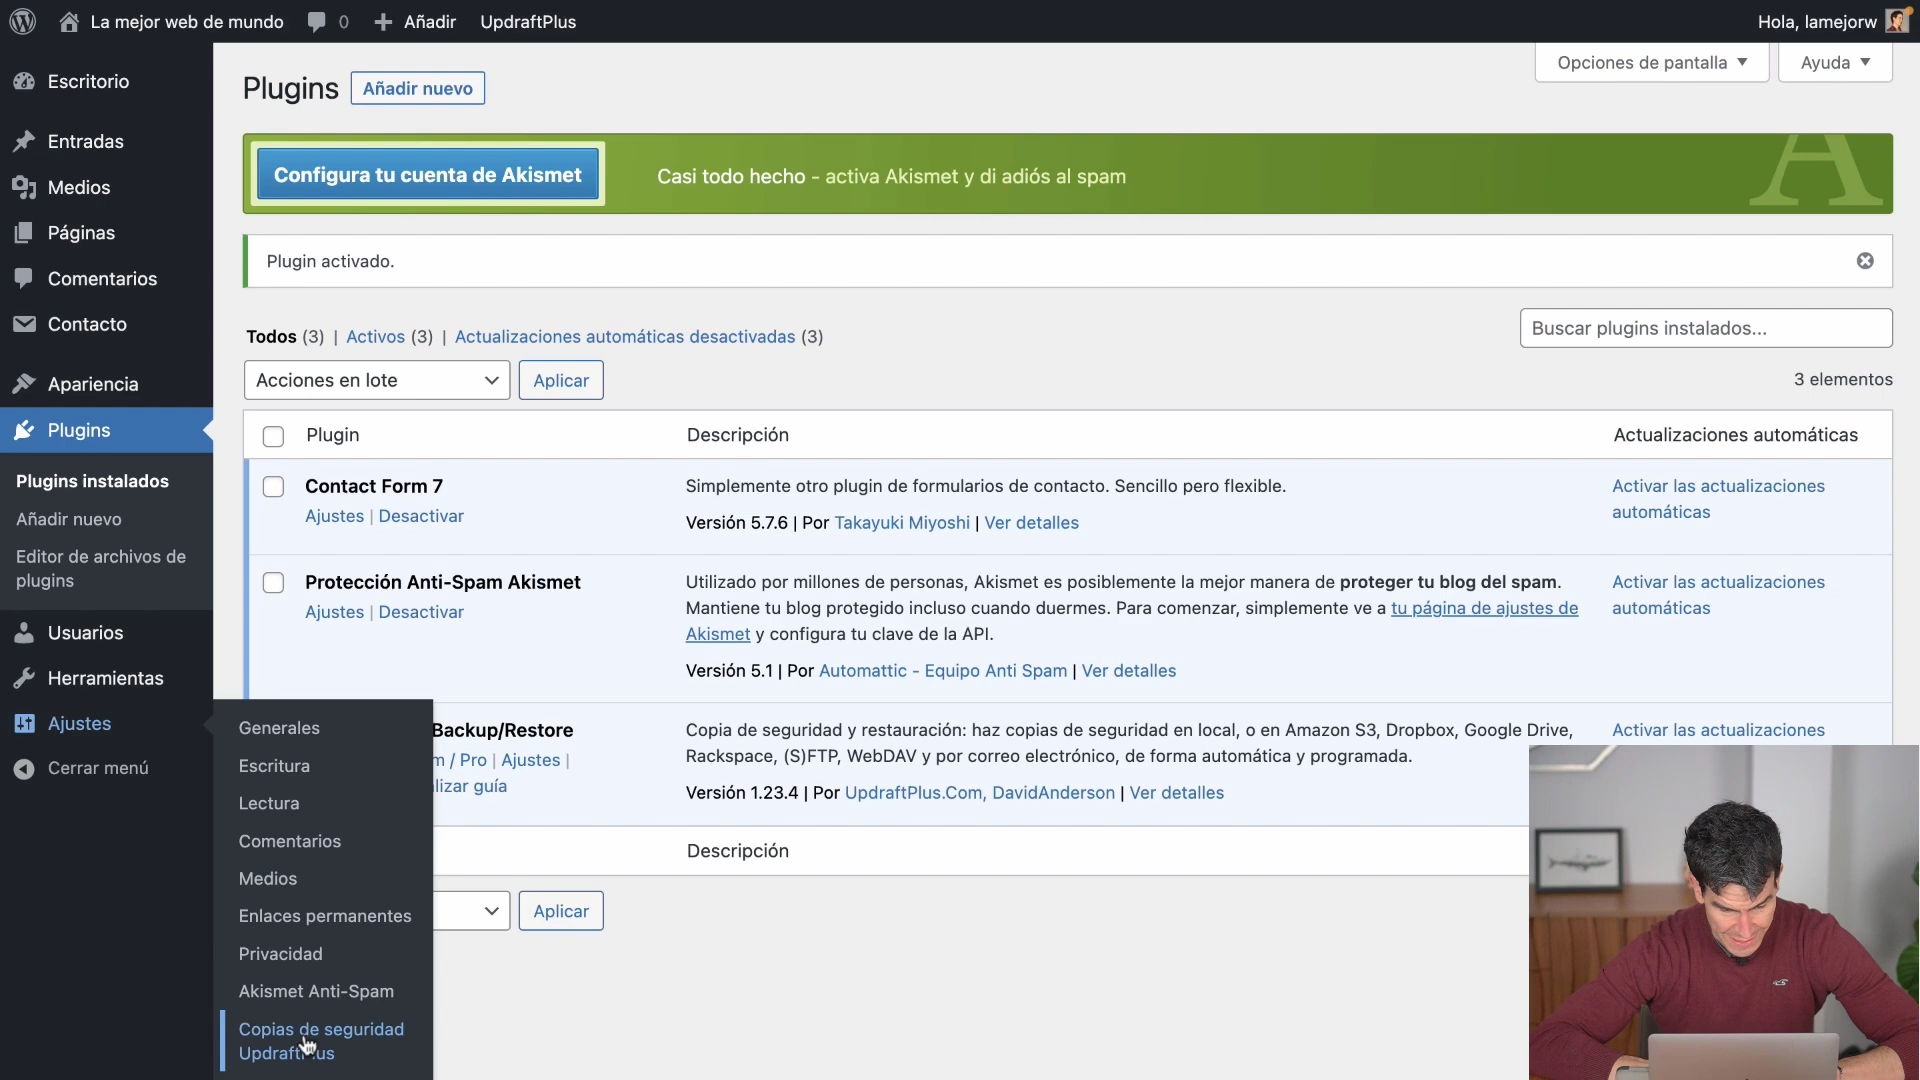 La mejor web de mundo
0
Añadir
UpdraftPlus
Hola, lamejorw
Escritorio
Entradas
Medios
Páginas
Comentarios
Contacto
Apariencia
Plugins
Plugins instalados
Añadir nuevo
Editor de archivos de
plugins
Usuarios
Herramientas
Ajustes
Cerrar menú
Generales
Escritura
Lectura
Comentarios
Medios
Enlaces permanentes
Privacidad
Akismet Anti-Spam
Copias de seguridad
Opciones de pantalla
Ayuda
Plugins
Añadir nuevo
Configura tu cuenta de Akismet
Casi todo hecho - activa Akismet y di adiós al spam
A
Plugin activado.
Todos (3) | Activos (3) | Actualizaciones automáticas desactivadas (3)
Buscar plugins instalados...
Acciones en lote
Aplicar
3 elementos
Plugin
Descripción
Actualizaciones automáticas
Contact Form 7
Ajustes | Desactivar
Simplemente otro plugin de formularios de contacto. Sencillo pero flexible.
Versión 5.7.6 | Por Takayuki Miyoshi | Ver detalles
Activar las actualizaciones
automáticas
Protección Anti-Spam Akismet
Ajustes | Desactivar
Utilizado por millones de personas, Akismet es posiblemente la mejor manera de proteger tu blog del spam.
Mantiene tu blog protegido incluso cuando duermes. Para comenzar, simplemente ve a tu página de ajustes de
Akismet y configura tu clave de la API.
Versión 5.1 | Por Automattic - Equipo Anti Spam | Ver detalles
Activar las actualizaciones
automáticas
Backup/Restore
m / Pro | Ajustes |
lizar guía
Copia de seguridad y restauración: haz copias de seguridad en local, o en Amazon S3, Dropbox, Google Drive,
Rackspace, (S)FTP, WebDAV y por correo electrónico, de forma automática y programada.
Versión 1.23.4 | Por UpdraftPlus.Com, DavidAnderson | Ver detalles
Activar las actualizaciones
Descripción
Aplicar